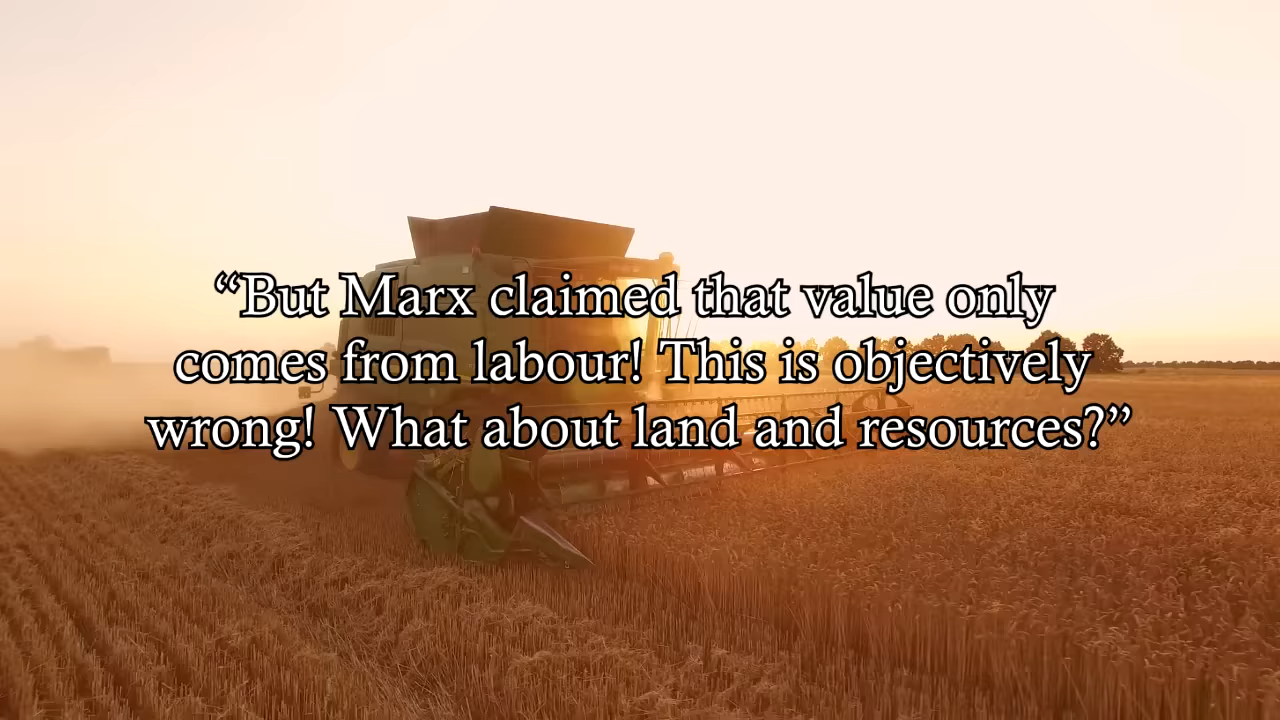 “But Marx claimed that value only
comes from labour! This is objectively
wrong! What about land and resources?”